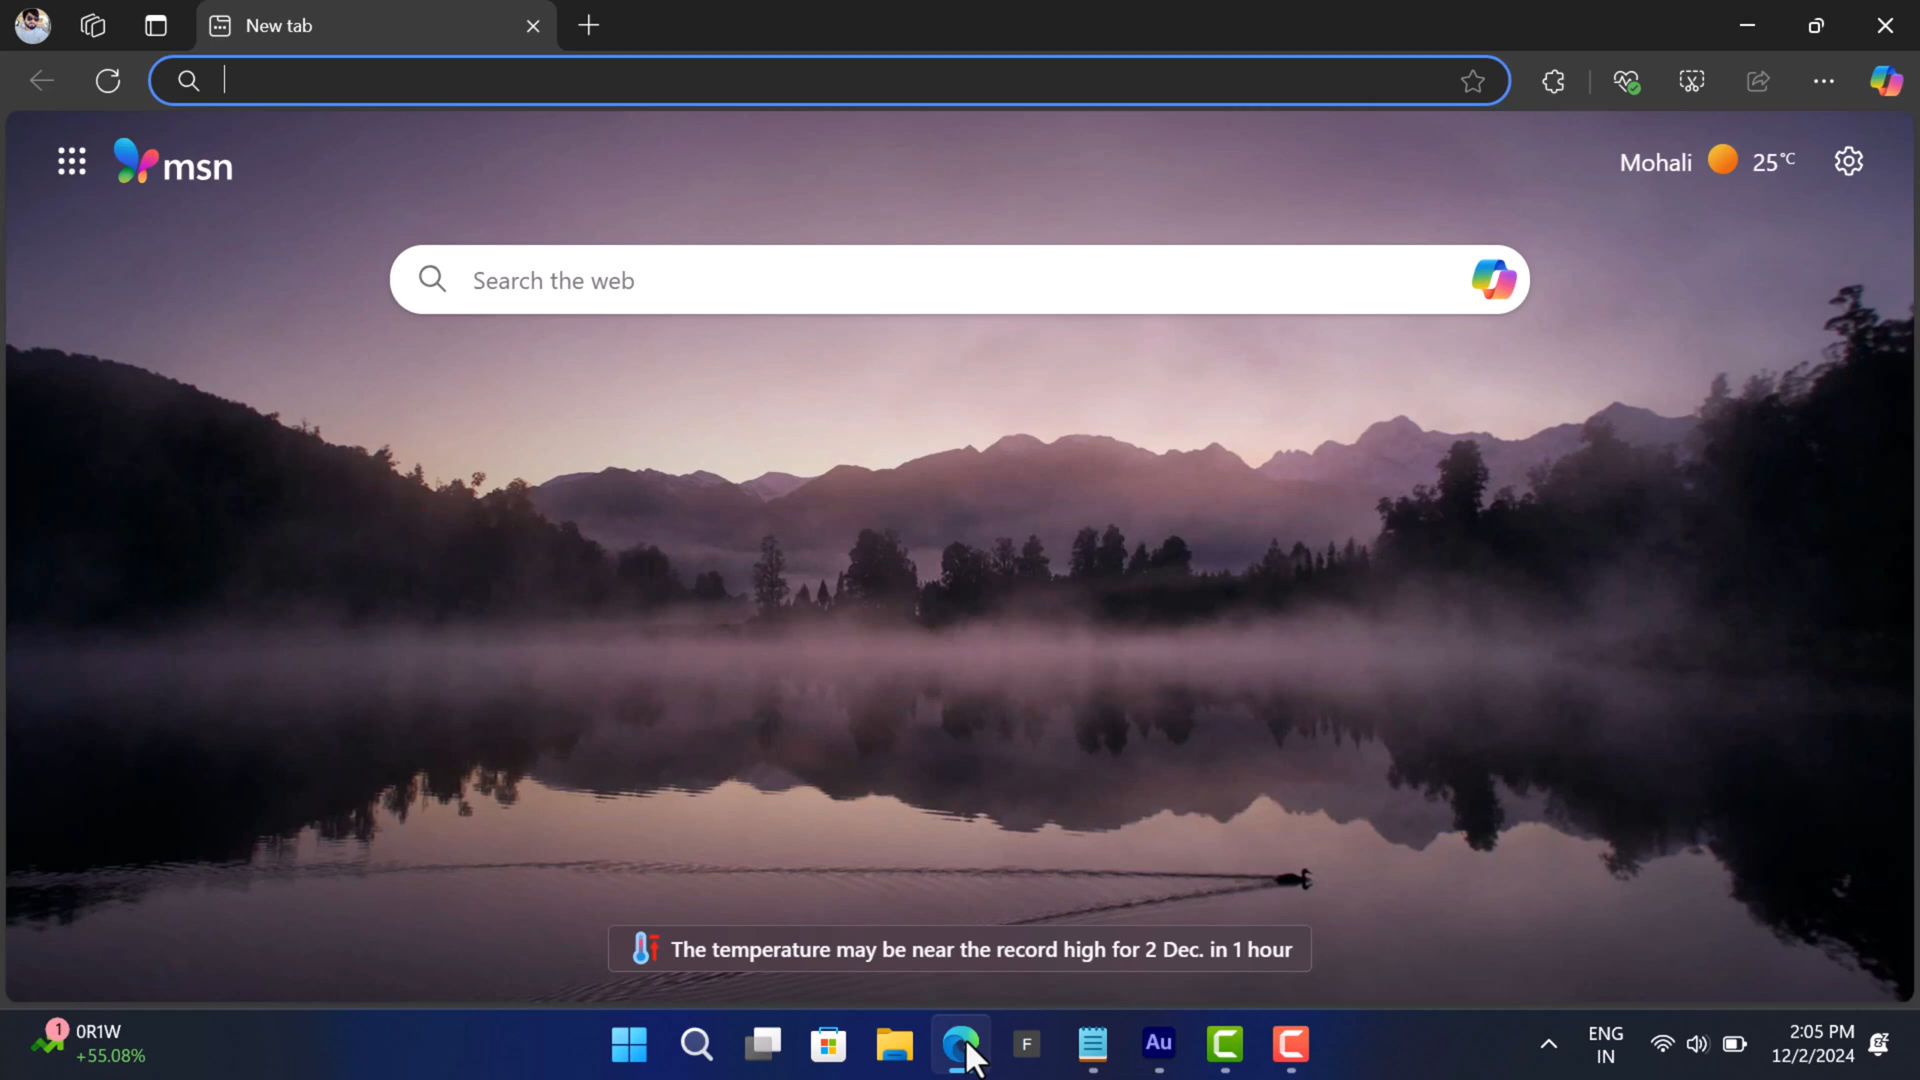 New tab
msn
Mohali 25°C
Search the web
The temperature may be near the record high for 2 Dec. in 1 hour
1
0R1W
+55.08%
F
Au
ENG
IN
2:05 PM
12/2/2024